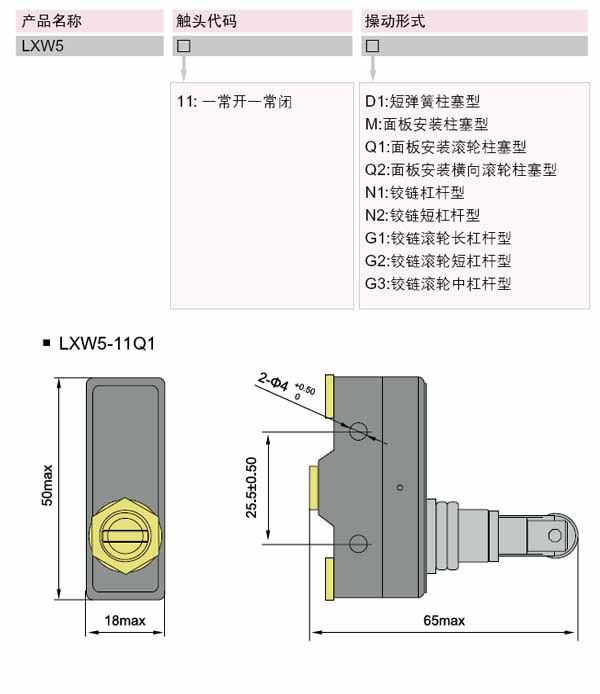 产品名称 触头代码 操动形式
LXW5 □ □
11: 一常开一常闭
D1:短弹簧柱塞型
M:面板安装柱塞型
Q1:面板安装滚轮柱塞型
Q2:面板安装横向滚轮柱塞型
N1:铰链杠杆型
N2:铰链短杠杆型
G1:铰链滚轮长杠杆型
G2:铰链滚轮短杠杆型
G3:铰链滚轮中杠杆型
■ LXW5-11Q1
2-Φ4 +0.50
0
50max
25.5±0.50
18max
65max